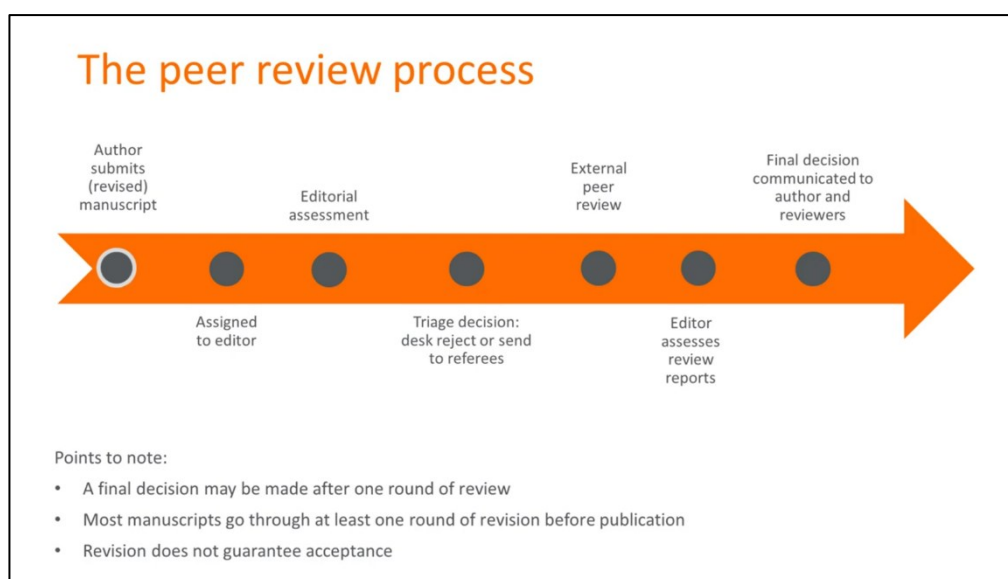 The peer review process
Author
submits
(revised)
manuscript
Assigned
to editor
Editorial
assessment
Triage decision:
desk reject or send
to referees
External
peer
review
Editor
assesses
review
reports
Final decision
communicated to
author and
reviewers
Points to note:
• A final decision may be made after one round of review
• Most manuscripts go through at least one round of revision before publication
• Revision does not guarantee acceptance